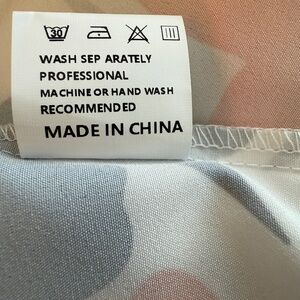 30
WASH SEP ARATELY
PROFESSIONAL
MACHINE OR HAND WASH
RECOMMENDED
MADE IN CHINA